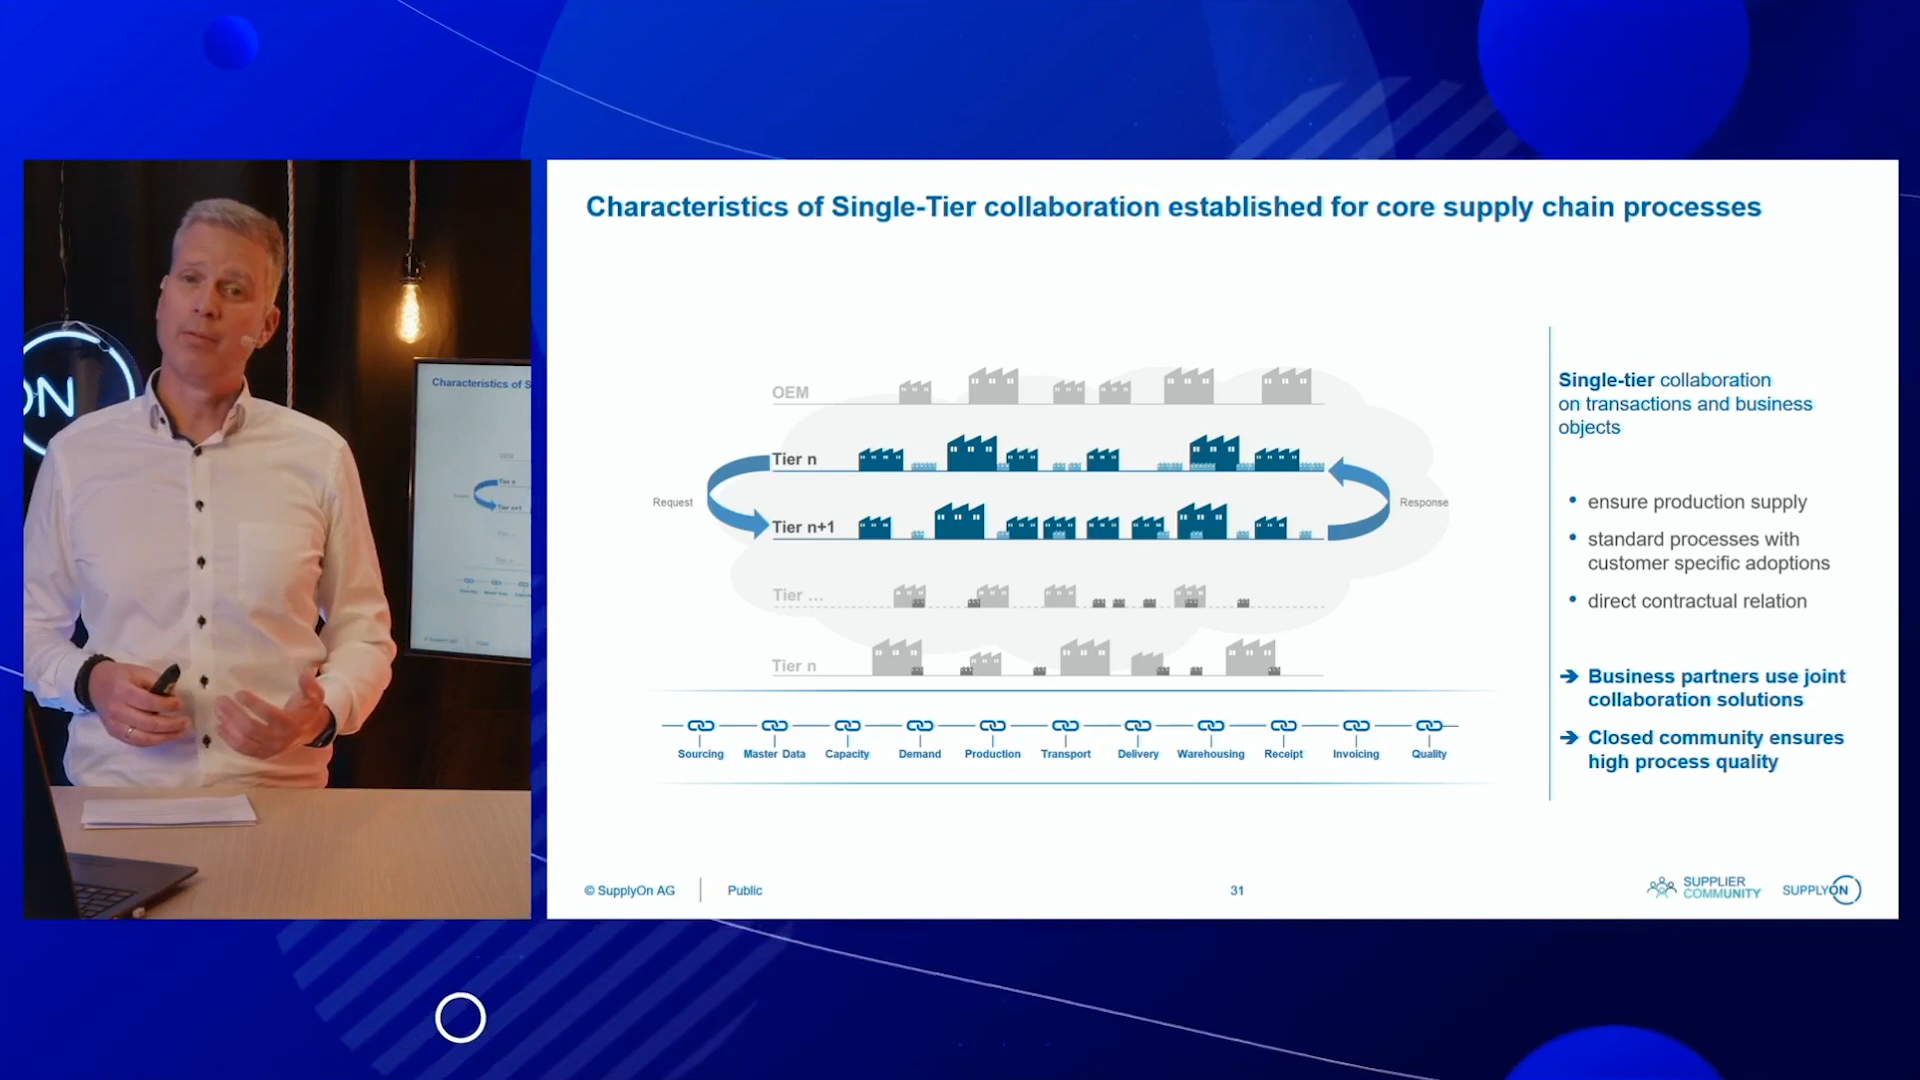 Characteristics of Single-Tier collaboration established for core supply chain processes
OEM
Tier n
Request
Response
Tier n+1
Tier ...
Tier n
Sourcing
Master Data
Capacity
Demand
Production
Transport
Delivery
Warehousing
Receipt
Invoicing
Quality
Single-tier collaboration
on transactions and business
objects
• ensure production supply
• standard processes with
customer specific adoptions
• direct contractual relation
➔ Business partners use joint
collaboration solutions
➔ Closed community ensures
high process quality
© SupplyOn AG
Public
31
SUPPLIER
COMMUNITY
SUPPLYON
ON
Characteristics of S